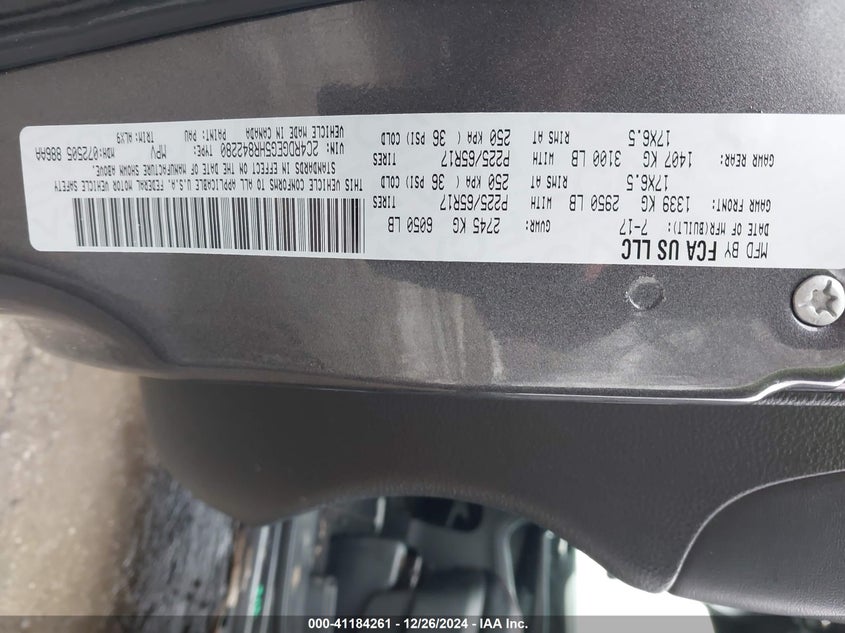 MFD BY FCA US LLC
DATE OF MFR(BUILT): 7-17
GVWR: 2745 KG 6050 LB
GAWR FRONT: 1339 KG 2950 LB WITH P225/65R17 TIRES
17X6.5 RIMS AT 250 KPA ( 36 PSI) COLD
GAWR REAR: 1407 KG 3100 LB WITH P225/65R17 TIRES
17X6.5 RIMS AT 250 KPA ( 36 PSI) COLD
THIS VEHICLE CONFORMS TO ALL APPLICABLE U.S.A. FEDERAL MOTOR VEHICLE SAFETY
STANDARDS IN EFFECT ON THE DATE OF MANUFACTURE SHOWN ABOVE.
VIN: 2C4RDGEG5HR842280 TYPE: MPV MDH:072505 886AA
VEHICLE MADE IN CANADA PAINT: PAU TRIM: HLX9
000-41184261 - 12/26/2024 - IAA Inc.